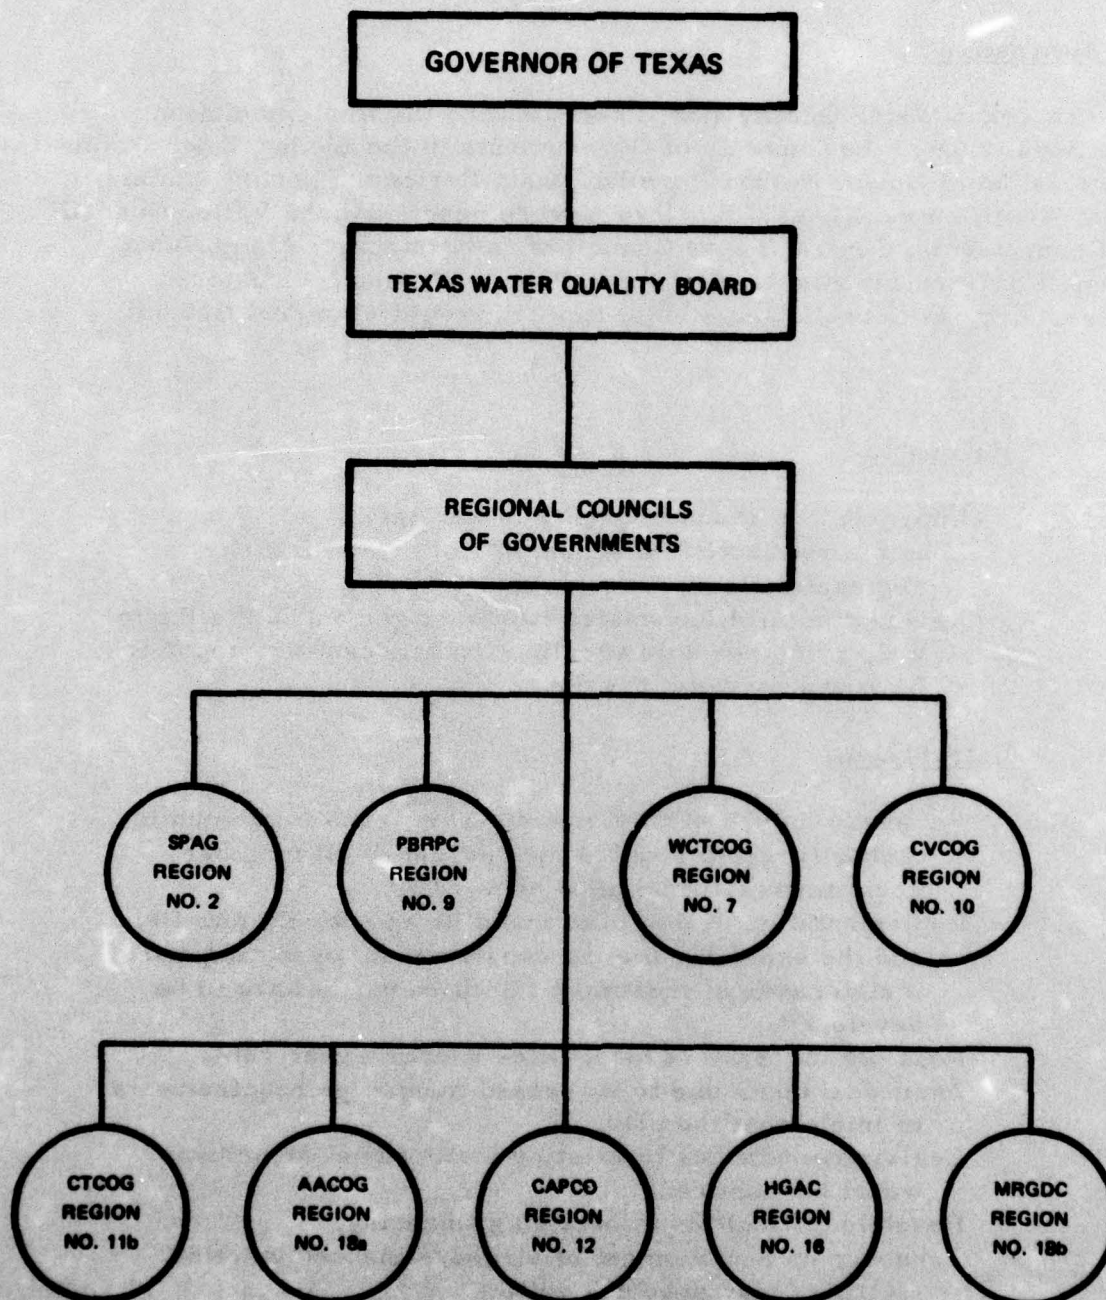 GOVERNOR OF TEXAS
TEXAS WATER QUALITY BOARD
REGIONAL COUNCILS
OF GOVERNMENTS
SPAG
REGION
NO. 2
PBRPC
REGION
NO. 9
WCTCOG
REGION
NO. 7
CVCOG
REGION
NO. 10
CTCOG
REGION
NO. 11b
AACOG
REGION
NO. 18a
CAPCO
REGION
NO. 12
HGAC
REGION
NO. 16
MRGDC
REGION
NO. 18b